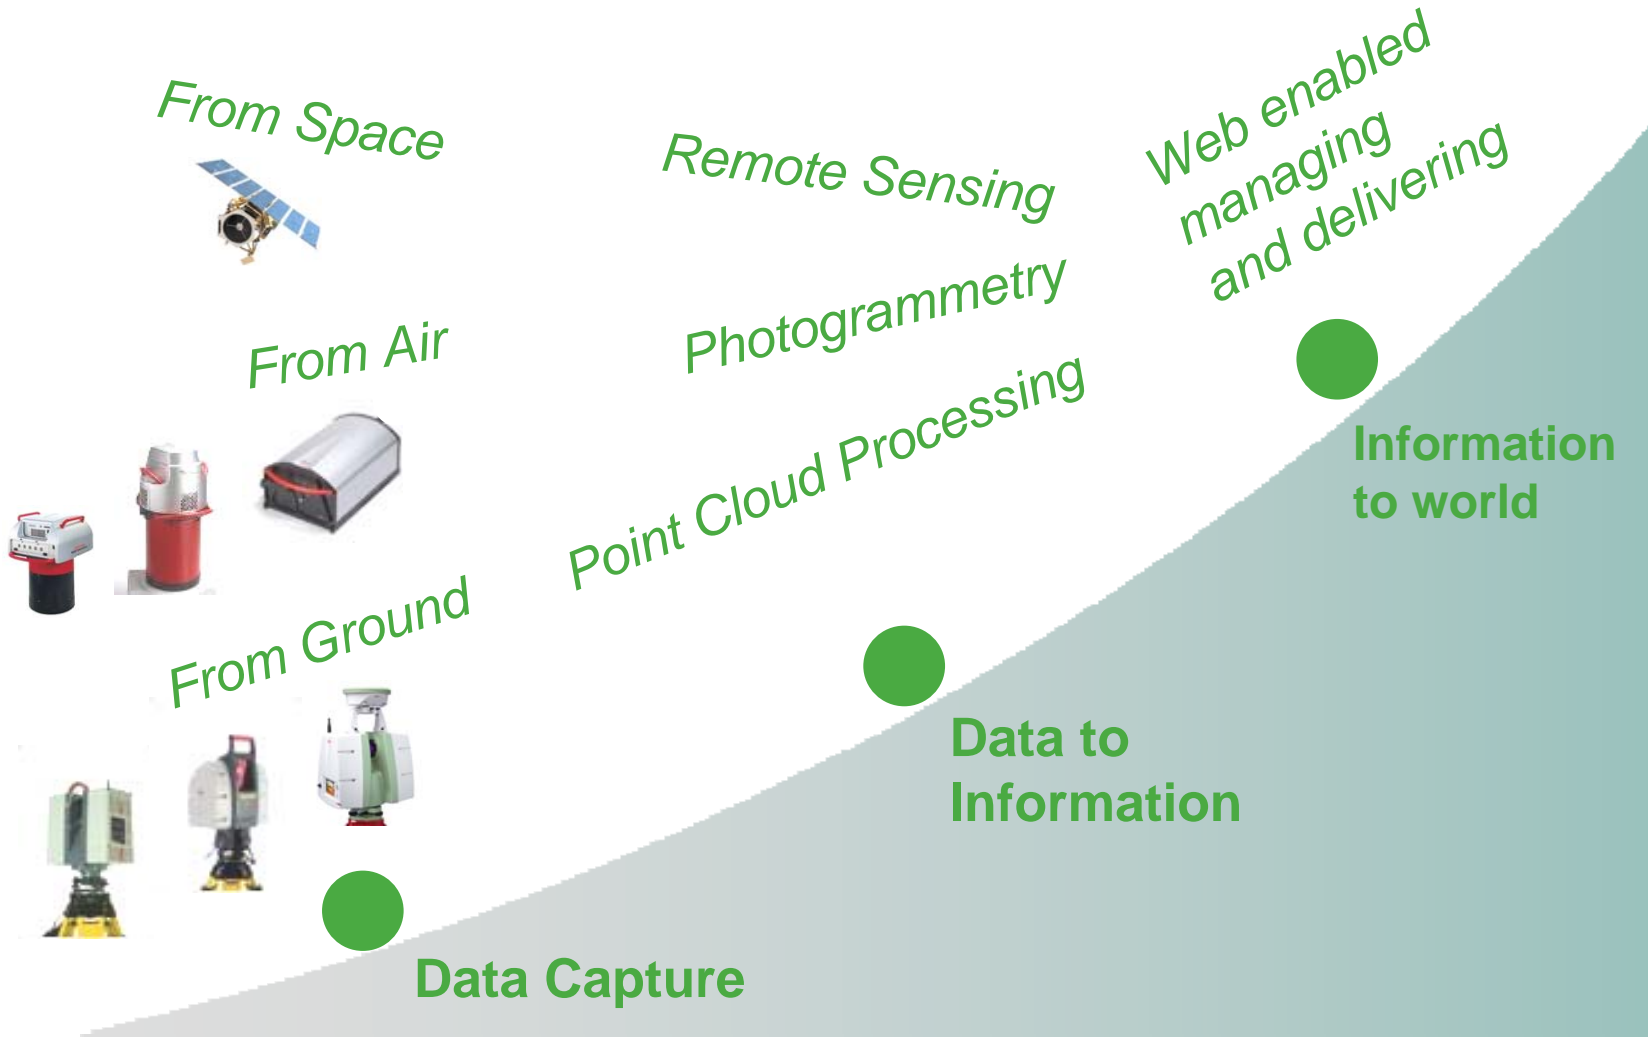 From Space
From Air
From Ground
Data Capture
Remote Sensing
Photogrammetry
Point Cloud Processing
Data to
Information
Web enabled
managing
and delivering
Information
to world